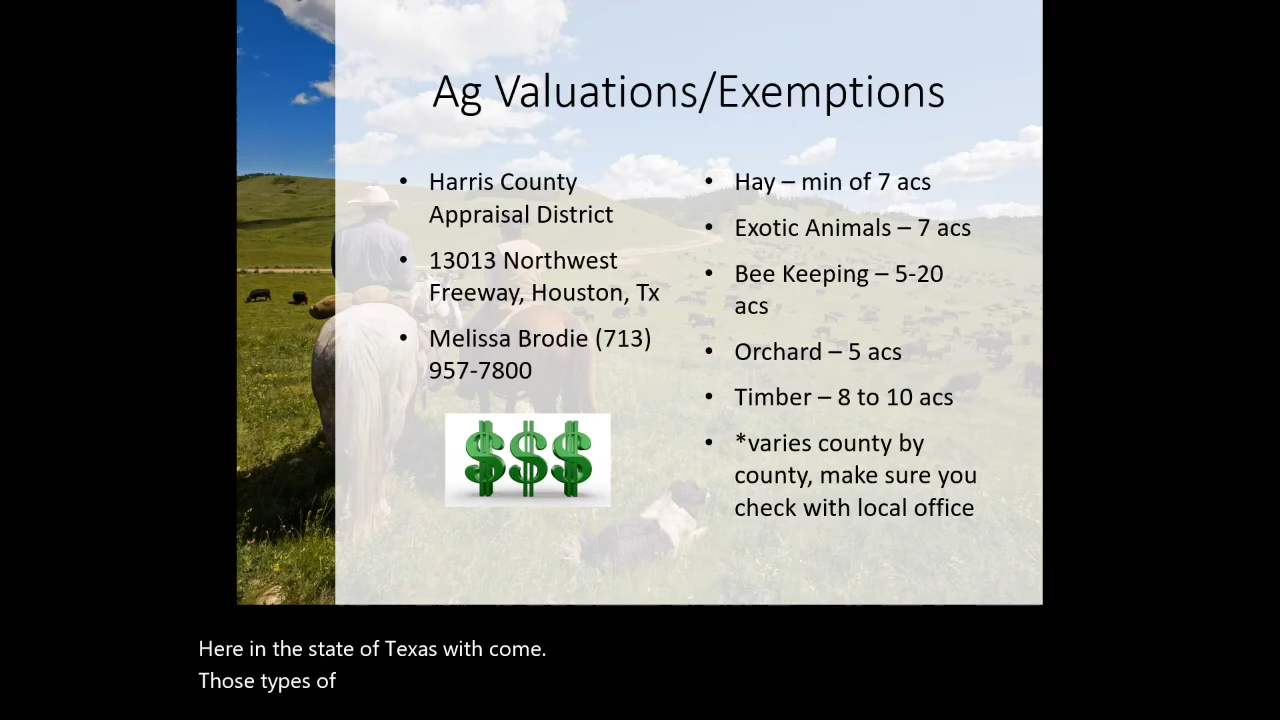 Ag Valuations/Exemptions
• Harris County
Appraisal District
• 13013 Northwest
Freeway, Houston, Tx
• Melissa Brodie (713)
957-7800
$$$
• Hay – min of 7 acs
• Exotic Animals – 7 acs
• Bee Keeping – 5-20
acs
• Orchard – 5 acs
• Timber – 8 to 10 acs
• *varies county by
county, make sure you
check with local office
Here in the state of Texas with come.
Those types of